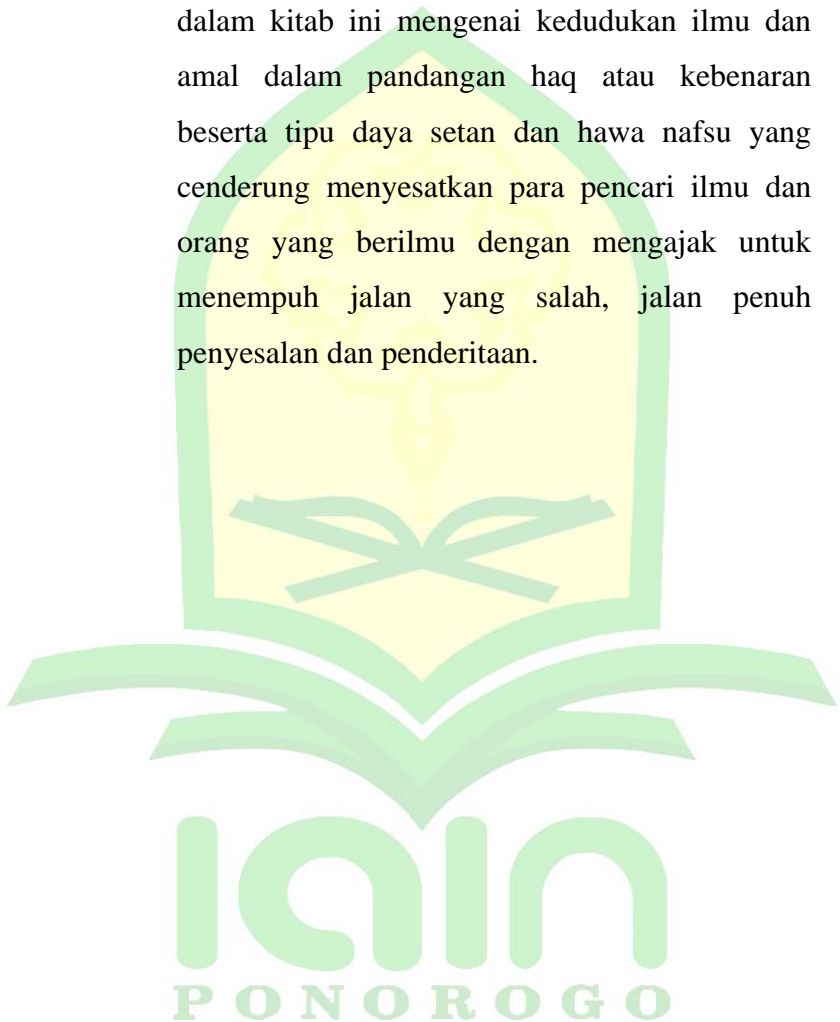 dalam kitab ini mengenai kedudukan ilmu dan
amal dalam pandangan haq atau kebenaran
beserta tipu daya setan dan hawa nafsu yang
cenderung menyesatkan para pencari ilmu dan
orang yang berilmu dengan mengajak untuk
menempuh jalan yang salah, jalan penuh
penyesalan dan penderitaan.
iain
PONOROGO